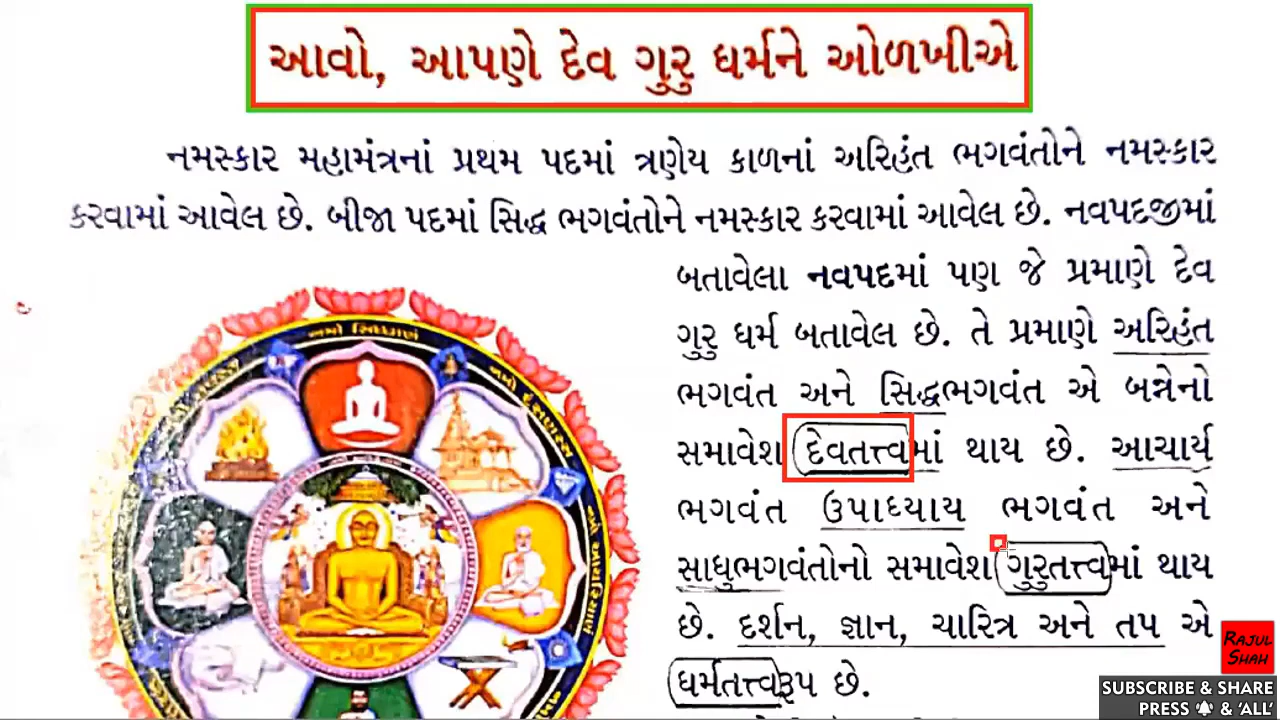 આવો, આપણે દેવ ગુરુ ધર્મને ઓળખીએ
નમસ્કાર મહામંત્રનાં પ્રથમ પદમાં ત્રણેય કાળનાં અરિહંત ભગવંતોને નમસ્કાર
કરવામાં આવેલ છે. બીજા પદમાં સિદ્ધ ભગવંતોને નમસ્કાર કરવામાં આવેલ છે. નવપદજીમાં
બતાવેલા નવપદમાં પણ જે પ્રમાણે દેવ
ગુરુ ધર્મ બતાવેલ છે. તે પ્રમાણે અરિહંત
ભગવંત અને સિદ્ધભગવંત એ બન્નેનો
સમાવેશ દેવતત્ત્વમાં થાય છે. આચાર્ય
ભગવંત ઉપાધ્યાય ભગવંત અને
સાધુભગવંતોનો સમાવેશ ગુરુતત્ત્વમાં થાય
છે. દર્શન, જ્ઞાન, ચારિત્ર અને તપ એ
ધર્મતત્ત્વરૂપ છે.
RAJUL
SHAH
SUBSCRIBE & SHARE
PRESS & 'ALL'